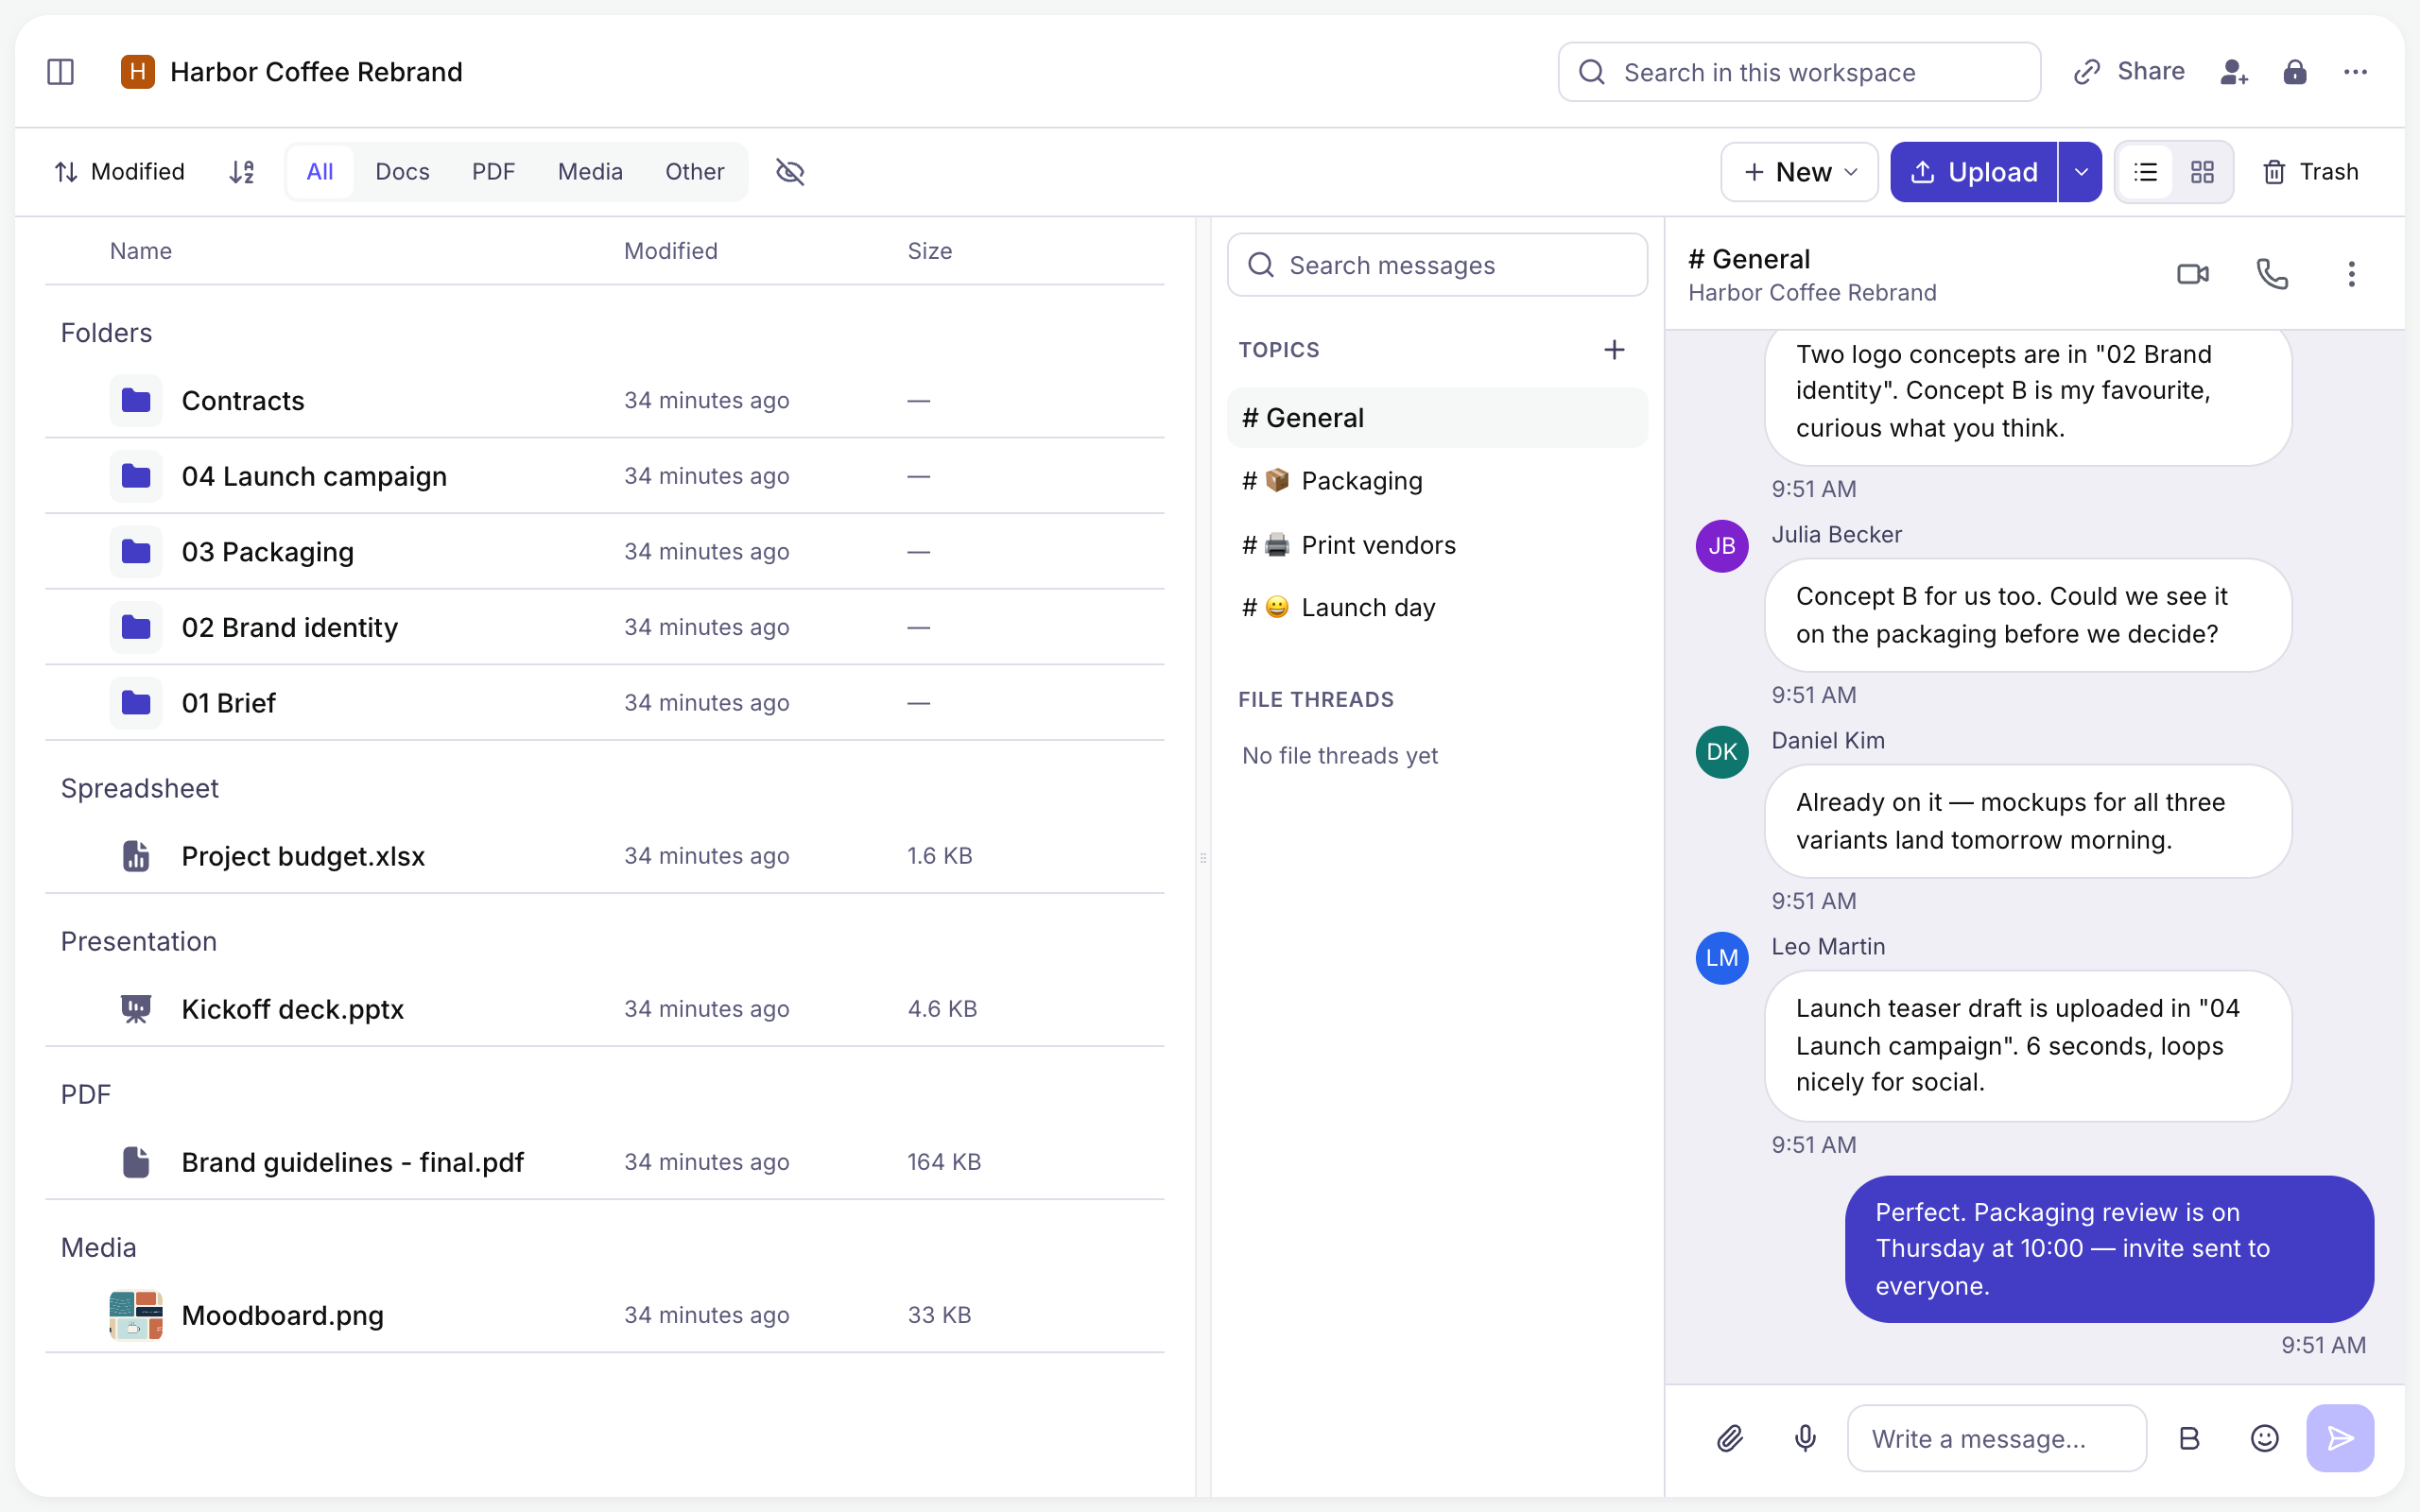 H Harbor Coffee Rebrand
Search in this workspace
Share
Modified
All Docs PDF Media Other
+ New
Upload
Trash
Name Modified Size
Folders
Contracts 34 minutes ago —
04 Launch campaign 34 minutes ago —
03 Packaging 34 minutes ago —
02 Brand identity 34 minutes ago —
01 Brief 34 minutes ago —
Spreadsheet
Project budget.xlsx 34 minutes ago 1.6 KB
Presentation
Kickoff deck.pptx 34 minutes ago 4.6 KB
PDF
Brand guidelines - final.pdf 34 minutes ago 164 KB
Media
Moodboard.png 34 minutes ago 33 KB
Search messages
TOPICS
# General
# 📦 Packaging
# 🖨️ Print vendors
# 😀 Launch day
FILE THREADS
No file threads yet
# General
Harbor Coffee Rebrand
Two logo concepts are in "02 Brand
identity". Concept B is my favourite,
curious what you think.
9:51 AM
JB Julia Becker
Concept B for us too. Could we see it
on the packaging before we decide?
9:51 AM
DK Daniel Kim
Already on it — mockups for all three
variants land tomorrow morning.
9:51 AM
LM Leo Martin
Launch teaser draft is uploaded in "04
Launch campaign". 6 seconds, loops
nicely for social.
9:51 AM
Perfect. Packaging review is on
Thursday at 10:00 — invite sent to
everyone.
9:51 AM
Write a message...